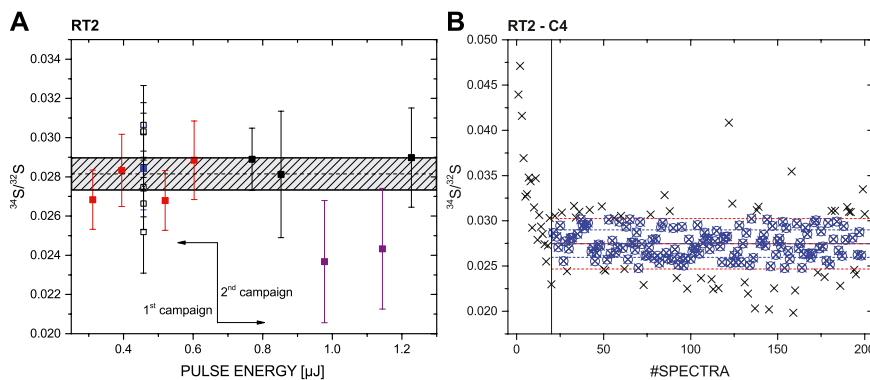 A RT2
0.034
0.032
0.030
0.028
0.026
0.024
0.022
0.020
³⁴S/³²S
2nd campaign
1st campaign
0.4 0.6 0.8 1.0 1.2
PULSE ENERGY [µJ]
B RT2 - C4
0.050
0.045
0.040
0.035
0.030
0.025
0.020
³⁴S/³²S
0 50 100 150 200
#SPECTRA